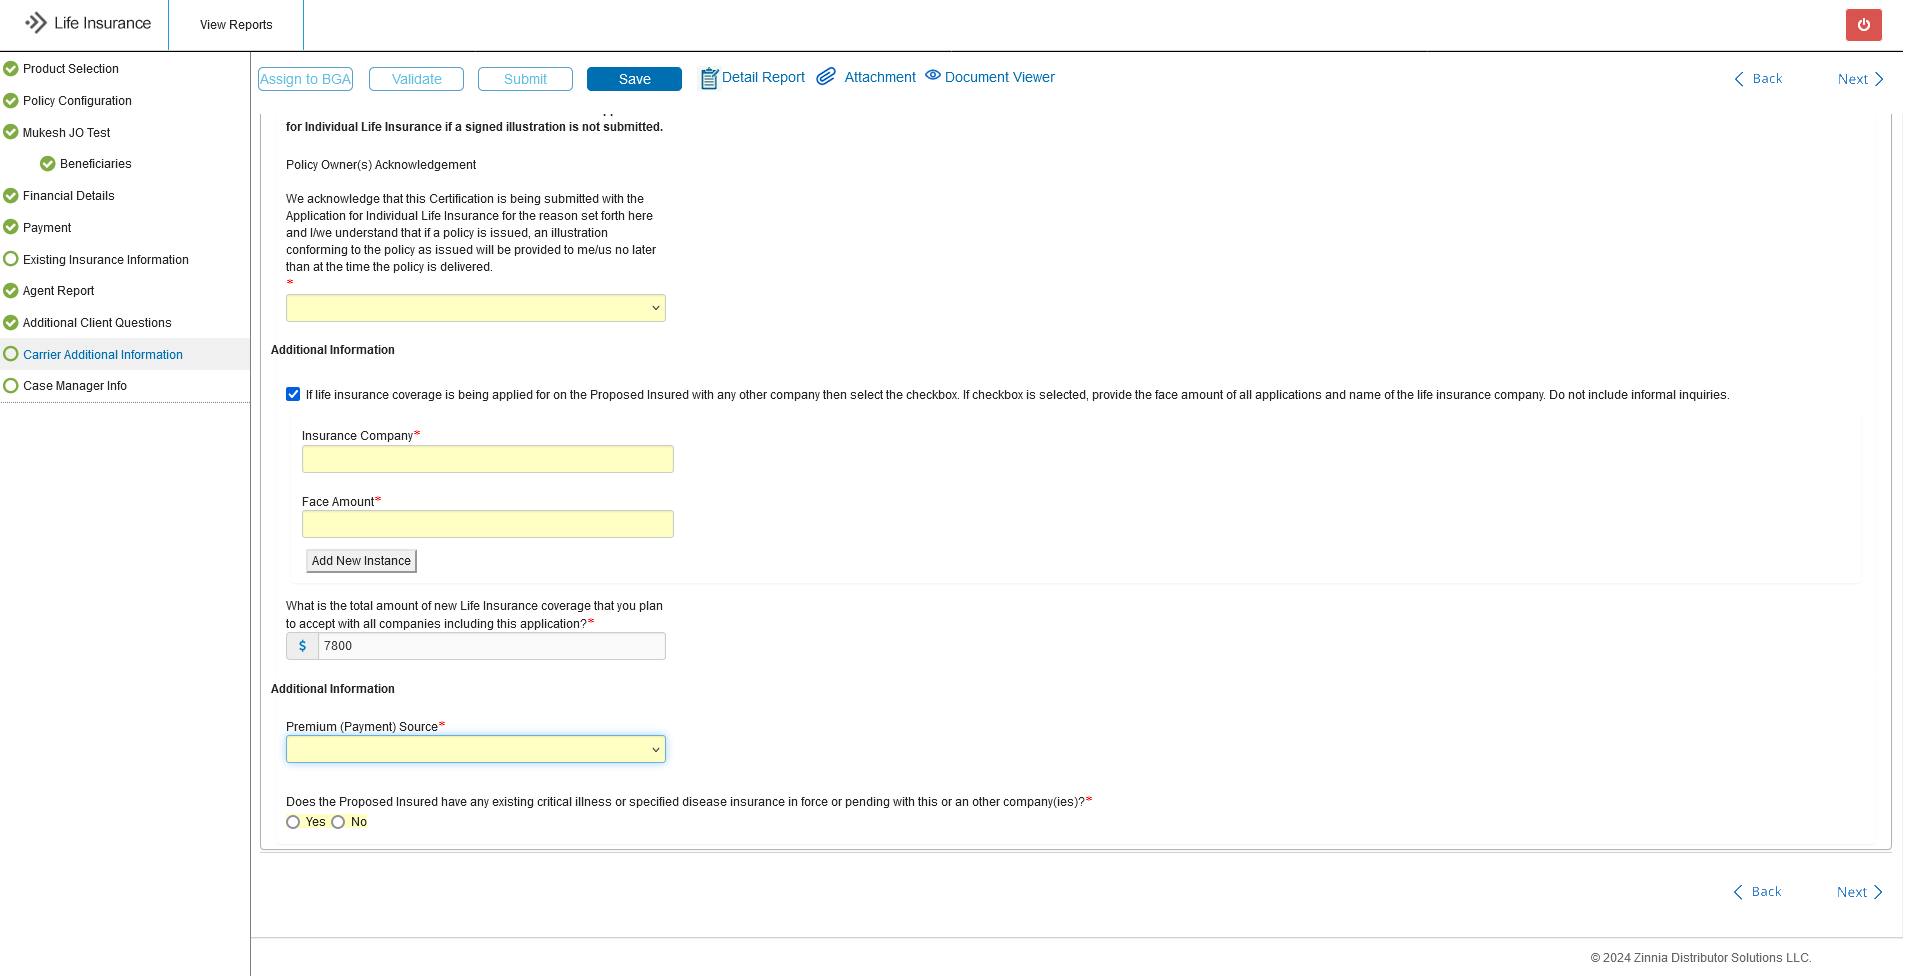 Life Insurance
View Reports
Product Selection
Policy Configuration
Mukesh JO Test
Beneficiaries
Financial Details
Payment
Existing Insurance Information
Agent Report
Additional Client Questions
Carrier Additional Information
Case Manager Info
Assign to BGA
Validate
Submit
Save
Detail Report
Attachment
Document Viewer
Back
Next
for Individual Life Insurance if a signed illustration is not submitted.
Policy Owner(s) Acknowledgement
We acknowledge that this Certification is being submitted with the
Application for Individual Life Insurance for the reason set forth here
and I/we understand that if a policy is issued, an illustration
conforming to the policy as issued will be provided to me/us no later
than at the time the policy is delivered.
*
Additional Information
If life insurance coverage is being applied for on the Proposed Insured with any other company then select the checkbox. If checkbox is selected, provide the face amount of all applications and name of the life insurance company. Do not include informal inquiries.
Insurance Company*
Face Amount*
Add New Instance
What is the total amount of new Life Insurance coverage that you plan
to accept with all companies including this application?*
$ 7800
Additional Information
Premium (Payment) Source*
Does the Proposed Insured have any existing critical illness or specified disease insurance in force or pending with this or an other company(ies)?*
Yes No
Back
Next
© 2024 Zinnia Distributor Solutions LLC.